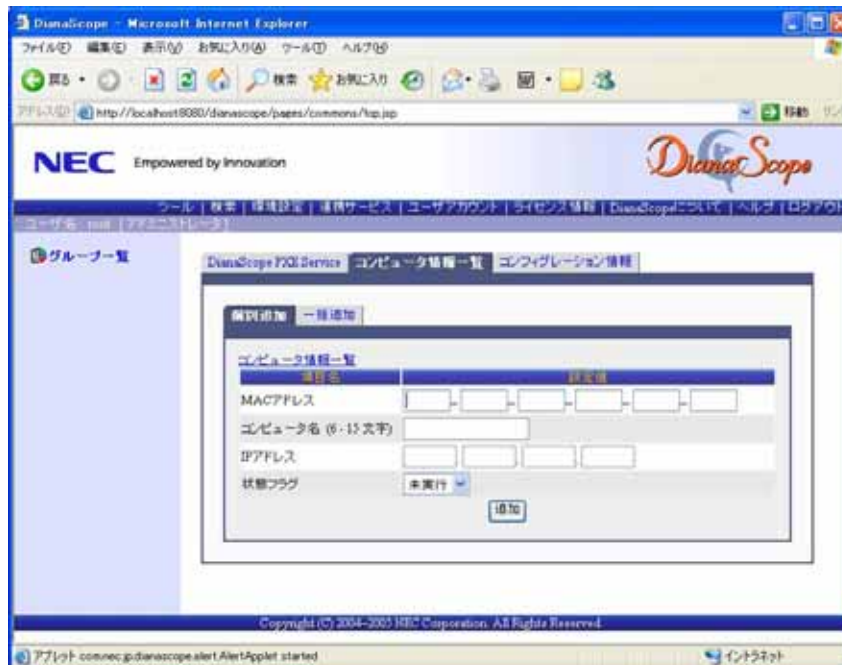 DianaScope - Microsoft Internet Explorer
ファイル(F) 編集(E) 表示(V) お気に入り(A) ツール(T) ヘルプ(H)
戻る 検索 お気に入り
アドレス(D) http://localhost:8080/dianascope/pages/commons/top.jsp 移動
NEC Empowered by Innovation DianaScope
ツール | 検索 | 環境設定 | 連携サービス | ユーザアカウント | ライセンス情報 | DianaScopeについて | ヘルプ | ログアウト
ユーザ名: root [アドミニストレータ]
グループ一覧
DianaScope PXE Service コンピュータ情報一覧 コンフィグレーション情報
個別追加 一括追加
コンピュータ情報一覧
項目名 設定値
MACアドレス - - - - -
コンピュータ名 (6 - 15 文字)
IPアドレス . . .
状態フラグ 未実行
追加
Copyright (C) 2004-2005 NEC Corporation. All Rights Reserved.
アプレット com.nec.jp.dianascope.alert.AlertApplet started イントラネット